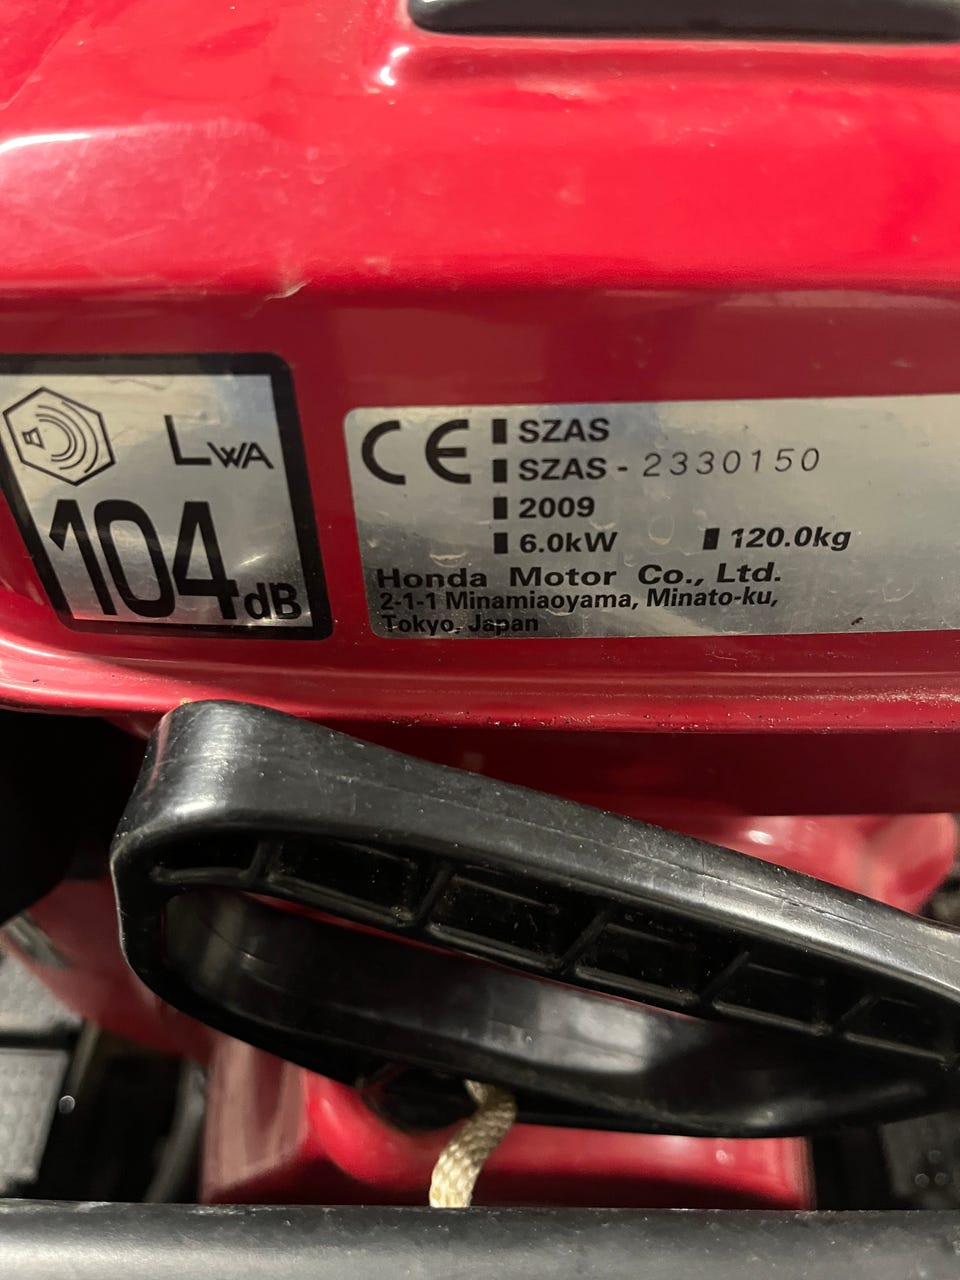 LWA
104dB
CE
SZAS
SZAS - 2330150
2009
6.0kW 120.0kg
Honda Motor Co., Ltd.
2-1-1 Minamiaoyama, Minato-ku,
Tokyo, Japan